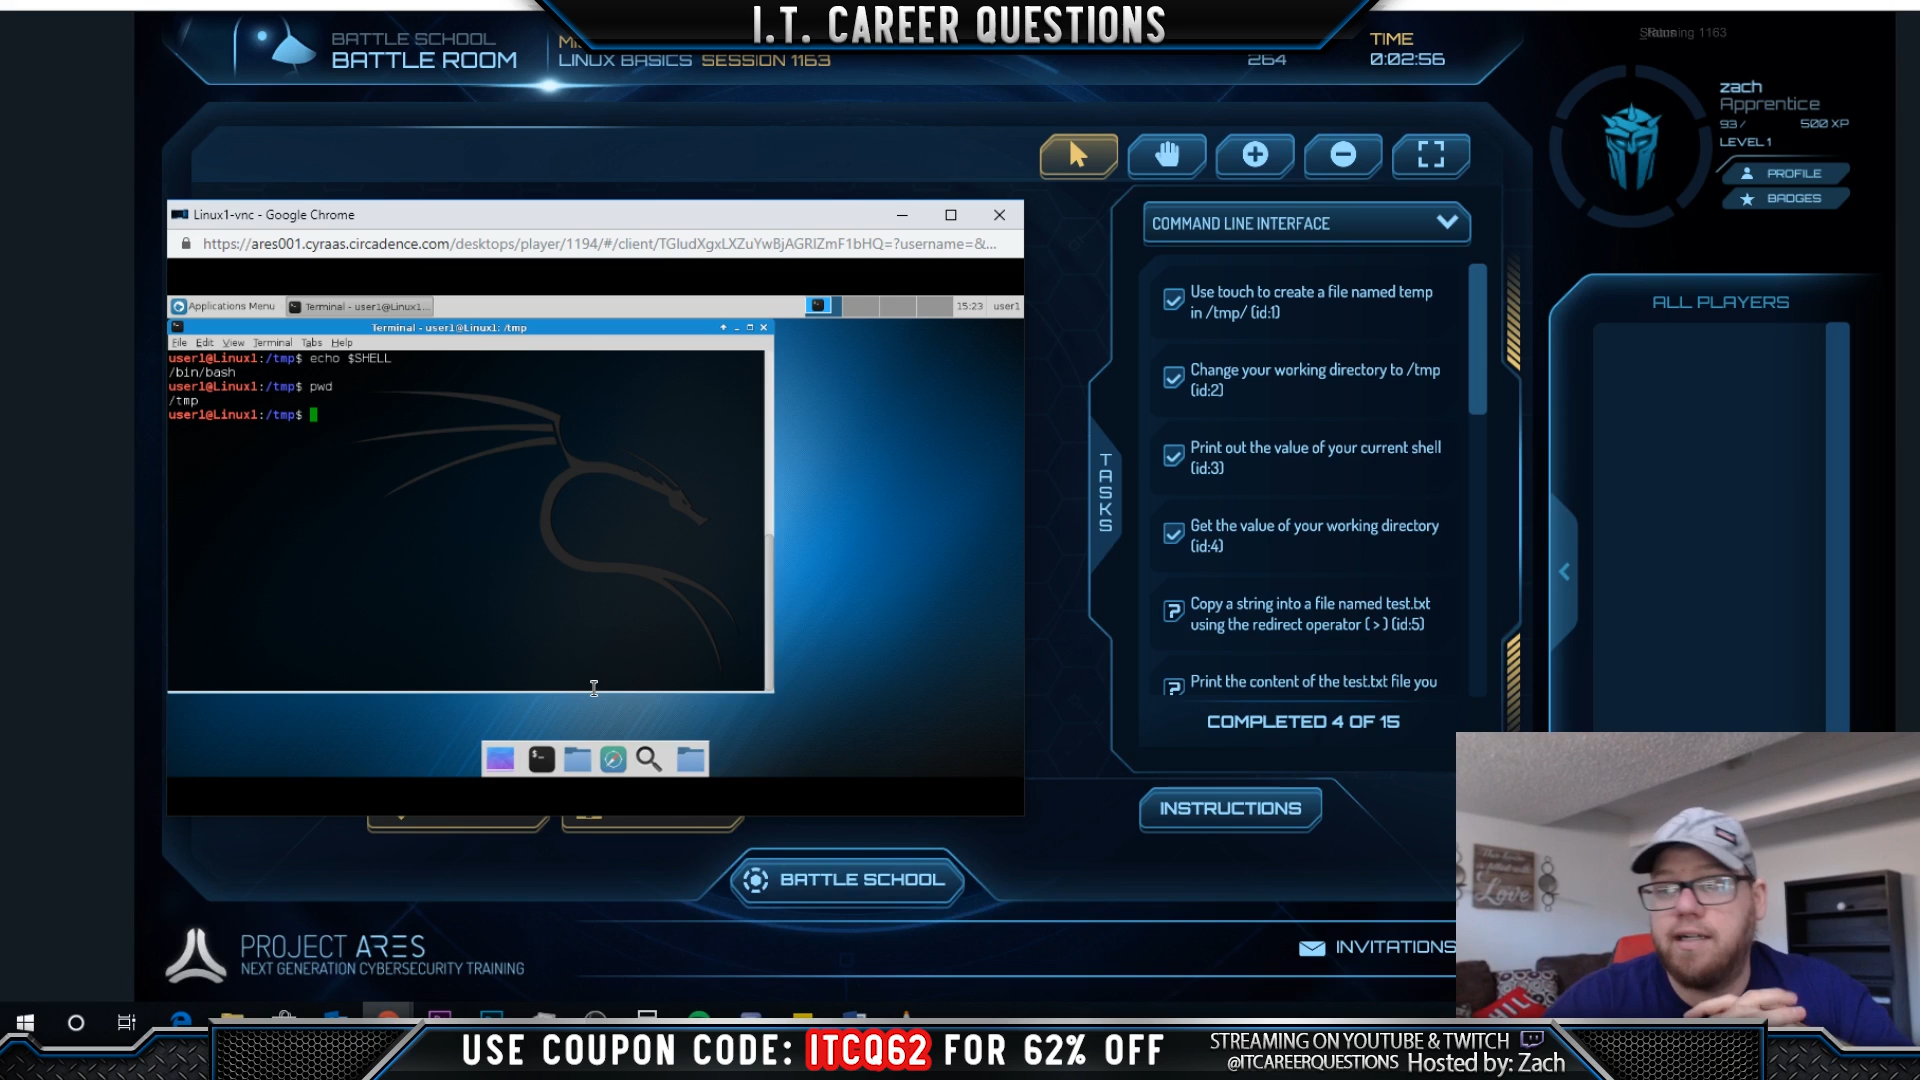 I.T. CAREER QUESTIONS
BATTLE SCHOOL
BATTLE ROOM
LINUX BASICS SESSION 1163
264
TIME
0:02:56
zach
Apprentice
93 /
500 XP
LEVEL 1
PROFILE
BADGES
Linux1-vnc - Google Chrome
https://ares001.cyraas.circadence.com/desktops/player/1194/#/client/TGludXgxLXZuYwBjAGRlZmF1bHQ=?username=&...
Applications Menu
Terminal - user1@Linux1...
15:23
user1
Terminal - user1@Linux1: /tmp
File Edit View Terminal Tabs Help
user1@Linux1:/tmp$ echo $SHELL
/bin/bash
user1@Linux1:/tmp$ pwd
/tmp
user1@Linux1:/tmp$
TASKS
COMMAND LINE INTERFACE
Use touch to create a file named temp
in /tmp/ (id:1)
Change your working directory to /tmp
(id:2)
Print out the value of your current shell
(id:3)
Get the value of your working directory
(id:4)
Copy a string into a file named test.txt
using the redirect operator ( > ) (id:5)
Print the content of the test.txt file you
COMPLETED 4 OF 15
INSTRUCTIONS
ALL PLAYERS
BATTLE SCHOOL
PROJECT ARES
NEXT GENERATION CYBERSECURITY TRAINING
INVITATIONS
Love
USE COUPON CODE: ITCQ62 FOR 62% OFF
STREAMING ON YOUTUBE & TWITCH
@ITCAREERQUESTIONS Hosted by: Zach